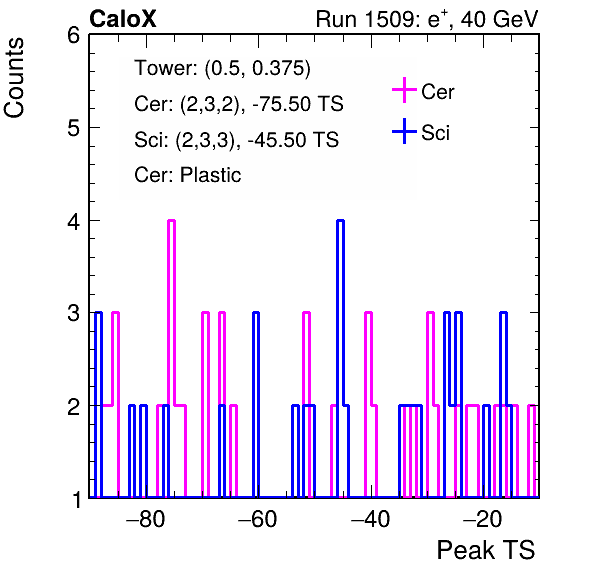 CaloX Run 1509: e⁺, 40 GeV
Counts
6
5
4
3
2
1
Tower: (0.5, 0.375)
Cer: (2,3,2), -75.50 TS
Sci: (2,3,3), -45.50 TS
Cer: Plastic
Cer
Sci
−80 −60 −40 −20
Peak TS